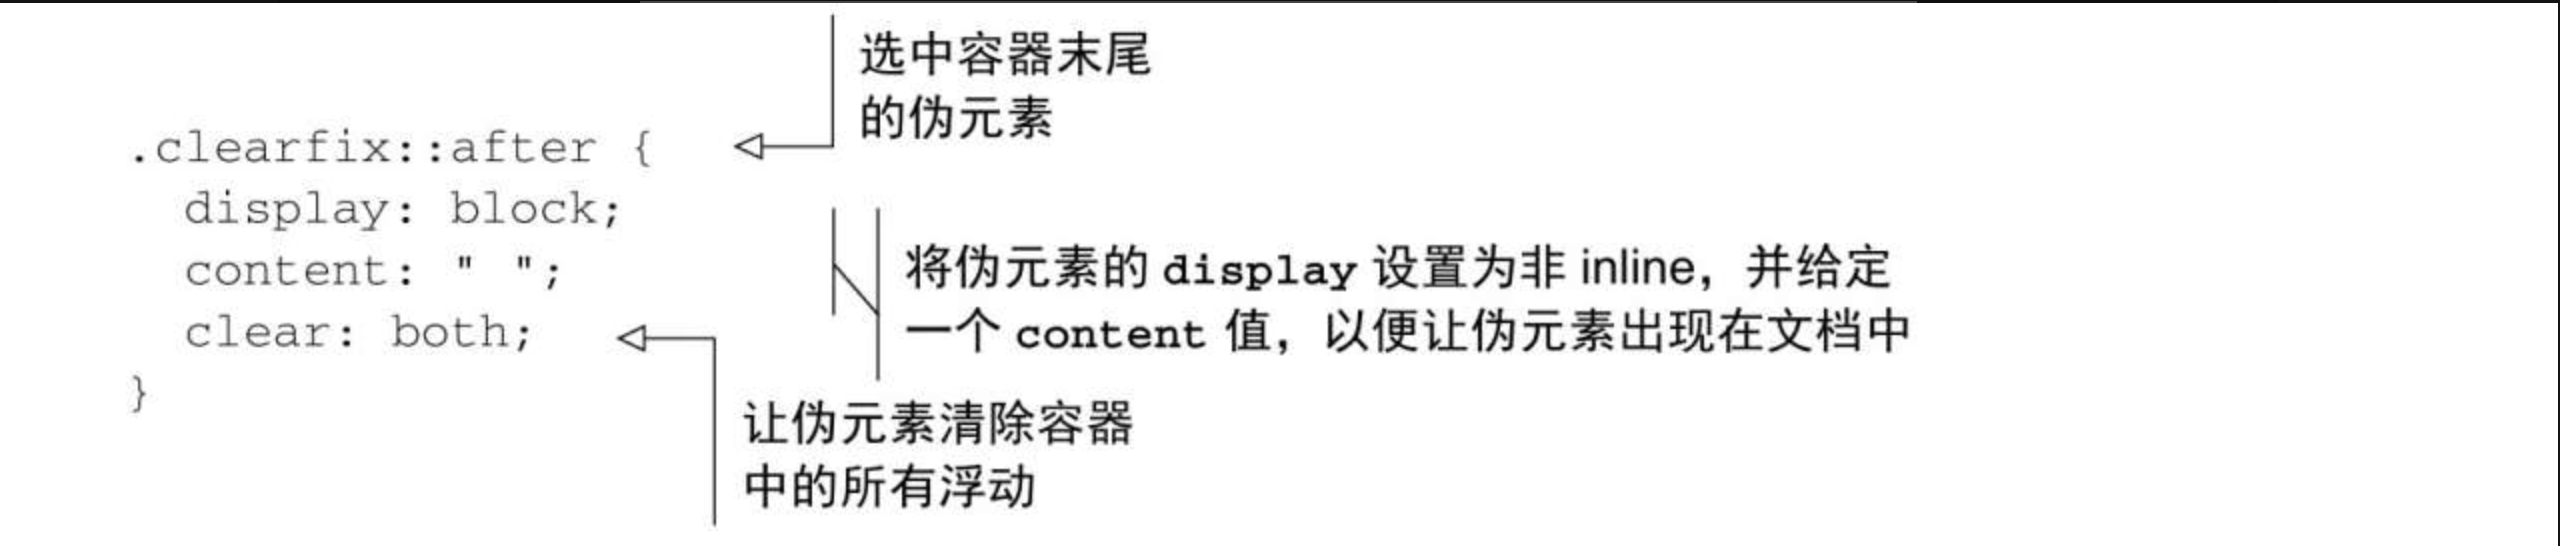 选中容器末尾
的伪元素
.clearfix::after {
display: block;
content: " ";
clear: both;
}
将伪元素的 display 设置为非 inline，并给定
一个 content 值，以便让伪元素出现在文档中
让伪元素清除容器
中的所有浮动